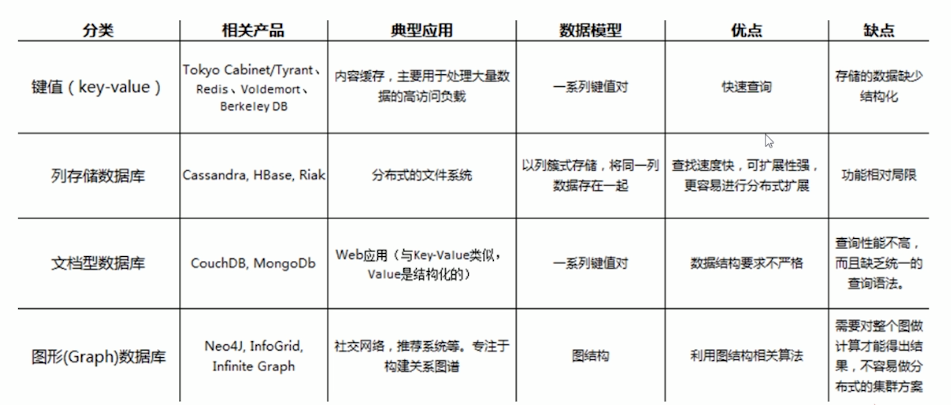 分类 相关产品 典型应用 数据模型 优点 缺点
键值（key-value） Tokyo Cabinet/Tyrant、 Redis、Voldemort、 Berkeley DB 内容缓存，主要用于处理大量数 据的高访问负载 一系列键值对 快速查询 存储的数据缺少 结构化
列存储数据库 Cassandra, HBase, Riak 分布式的文件系统 以列簇式存储，将同一列 数据存在一起 查找速度快，可扩展性强， 更容易进行分布式扩展 功能相对局限
文档型数据库 CouchDB, MongoDb Web应用（与Key-Value类似， Value是结构化的） 一系列键值对 数据结构要求不严格 查询性能不高， 而且缺乏统一的 查询语法。
图形(Graph)数据库 Neo4J, InfoGrid, Infinite Graph 社交网络，推荐系统等。专注于 构建关系图谱 图结构 利用图结构相关算法 需要对整个图做 计算才能得出结 果，不容易做分 布式的集群方案